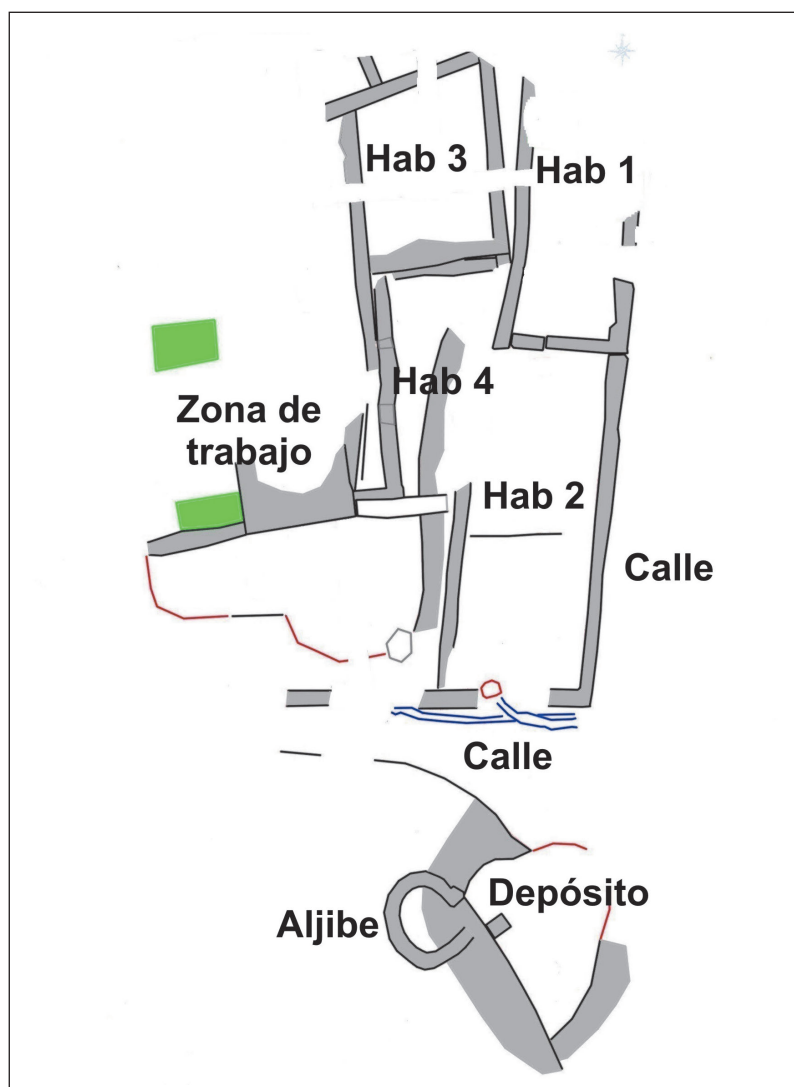 Hab 3
Hab 1
Hab 4
Zona de
trabajo
Hab 2
Calle
Calle
Depósito
Aljibe